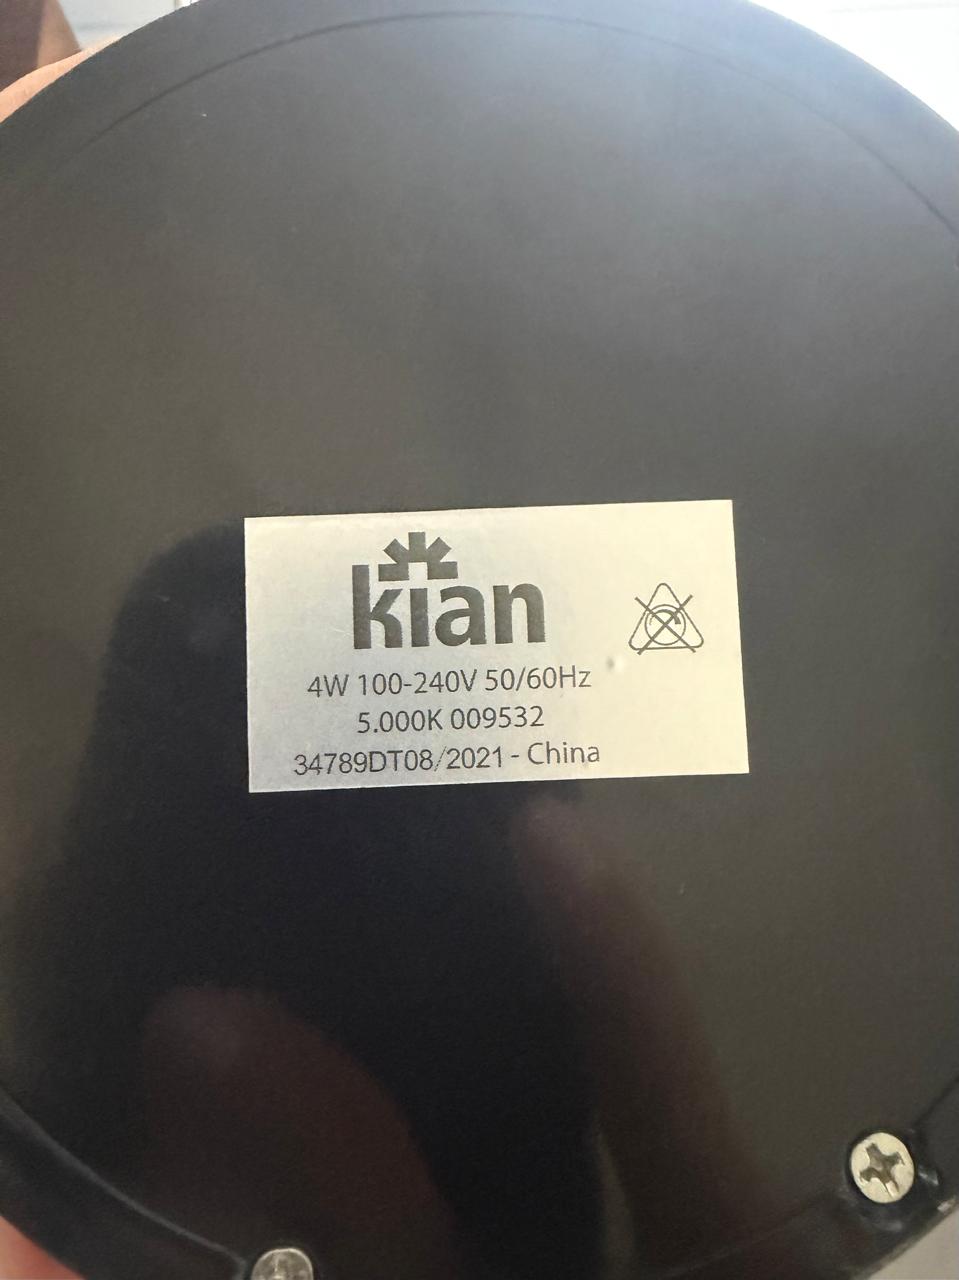 kian
4W 100-240V 50/60Hz
5.000K 009532
34789DT08/2021 - China